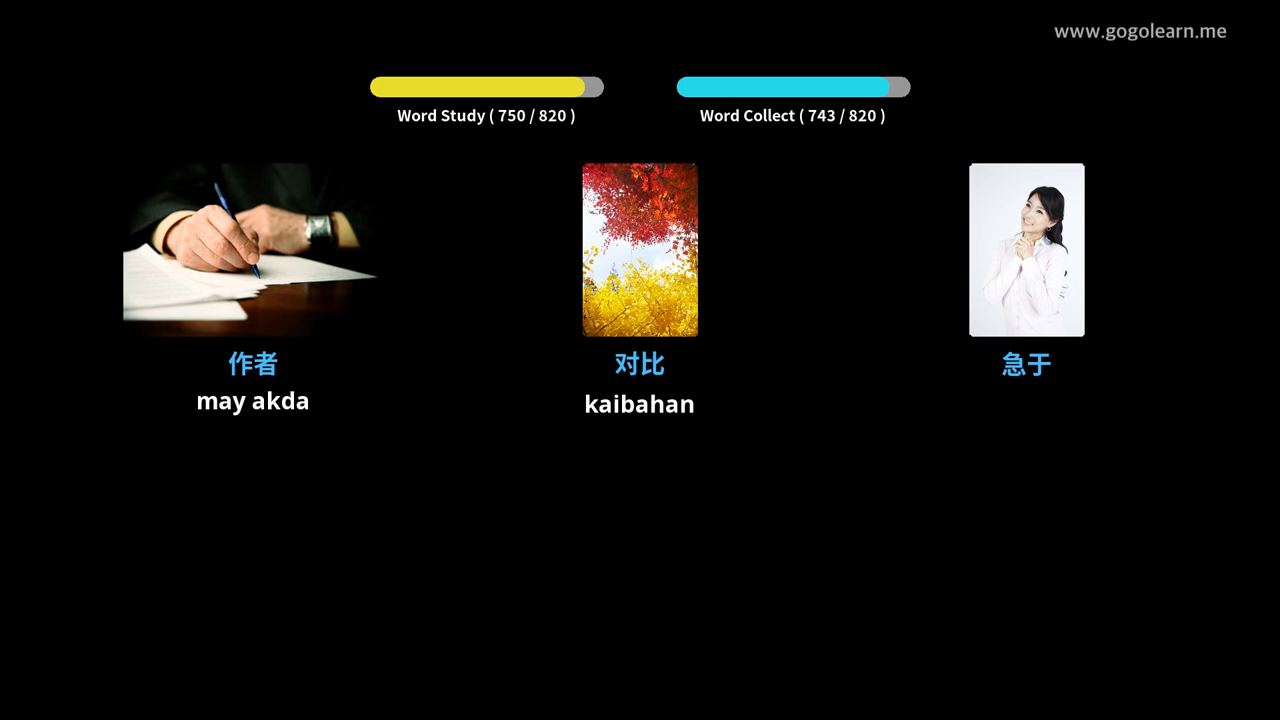 www.gogolearn.me
Word Study ( 750 / 820 )
Word Collect ( 743 / 820 )
作者
对比
急于
may akda
kaibahan